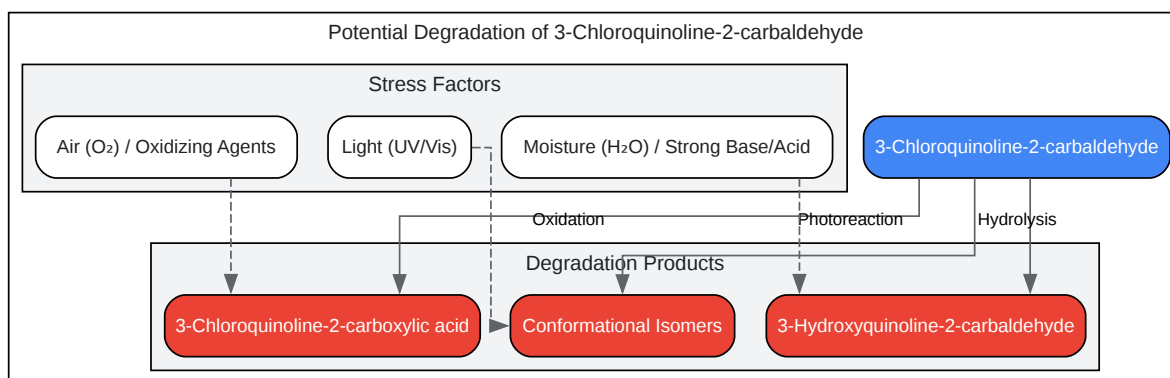 Potential Degradation of 3-Chloroquinoline-2-carbaldehyde
Stress Factors
Air (O₂) / Oxidizing Agents
Light (UV/Vis)
Moisture (H₂O) / Strong Base/Acid
3-Chloroquinoline-2-carbaldehyde
Oxidation
Photoreaction
Hydrolysis
Degradation Products
3-Chloroquinoline-2-carboxylic acid
Conformational Isomers
3-Hydroxyquinoline-2-carbaldehyde